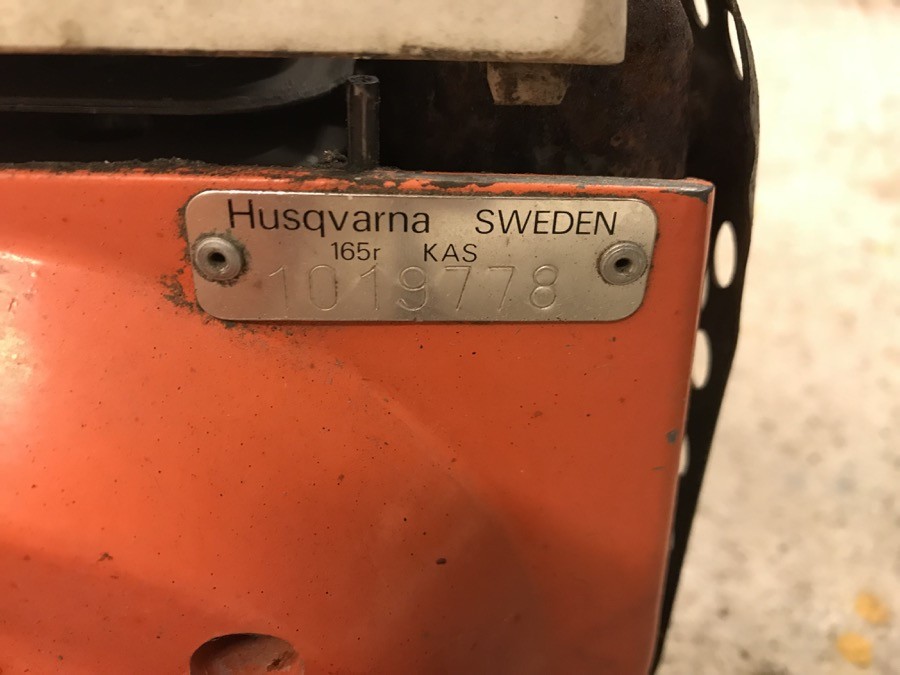 Husqvarna SWEDEN
165r KAS
1019778